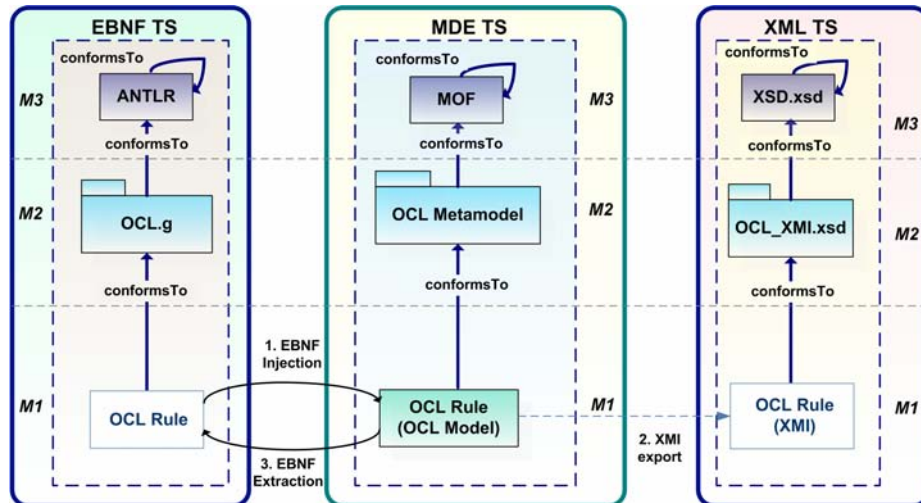 EBNF TS
MDE TS
XML TS
conformsTo
conformsTo
conformsTo
ANTLR
MOF
XSD.xsd
M3
M3
M3
conformsTo
conformsTo
conformsTo
M2
OCL.g
OCL Metamodel
M2
OCL_XMI.xsd
M2
conformsTo
conformsTo
conformsTo
1. EBNF
Injection
M1
OCL Rule
OCL Rule
(OCL Model)
M1
OCL Rule
(XMI)
M1
2. XMI
export
3. EBNF
Extraction